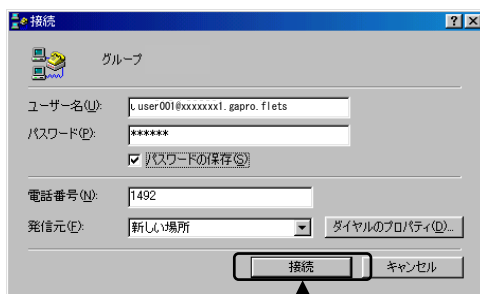 接続
グループ
ユーザー名(U): user001@xxxxxxx1.gapro.flets
パスワード(P): ******
パスワードの保存(S)
電話番号(N): 1492
発信元(F): 新しい場所 ダイヤルのプロパティ(D)...
接続 キャンセル